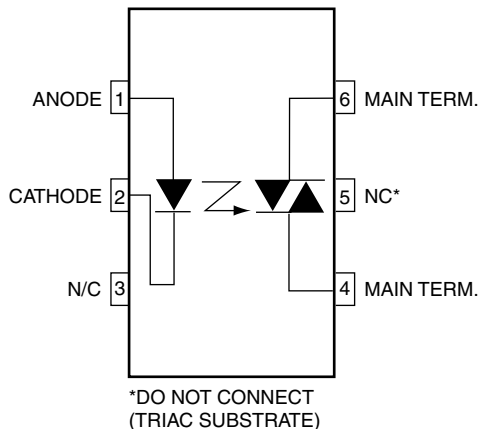 ANODE 1
6 MAIN TERM.
CATHODE 2
5 NC*
N/C 3
4 MAIN TERM.
*DO NOT CONNECT
(TRIAC SUBSTRATE)